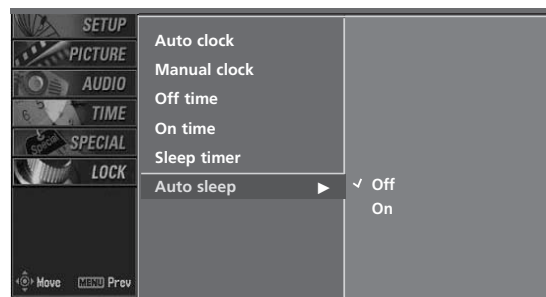 SETUP
PICTURE
AUDIO
TIME
SPECIAL
LOCK
Move MENU Prev
Auto clock
Manual clock
Off time
On time
Sleep timer
Auto sleep ▶
✓ Off
On